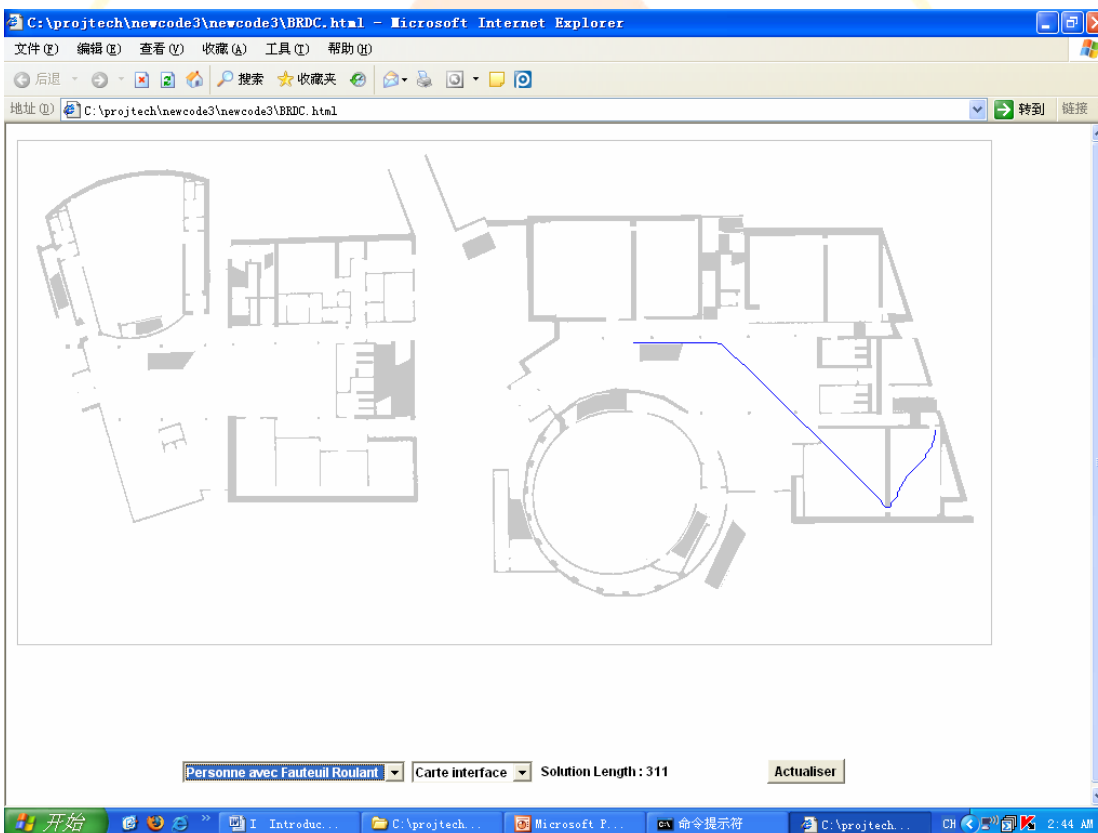 C:\projtech\newcode3\newcode3\BRDC.html - Microsoft Internet Explorer
文件(F) 编辑(E) 查看(V) 收藏(A) 工具(T) 帮助(H)
后退 搜索 收藏夹
地址(D) C:\projtech\newcode3\newcode3\BRDC.html 转到 链接
Personne avec Fauteuil Roulant Carte interface Solution Length : 311 Actualiser
开始 » I Introduc... C:\projtech... Microsoft P... 命令提示符 C:\projtech... CH 2:44 AM